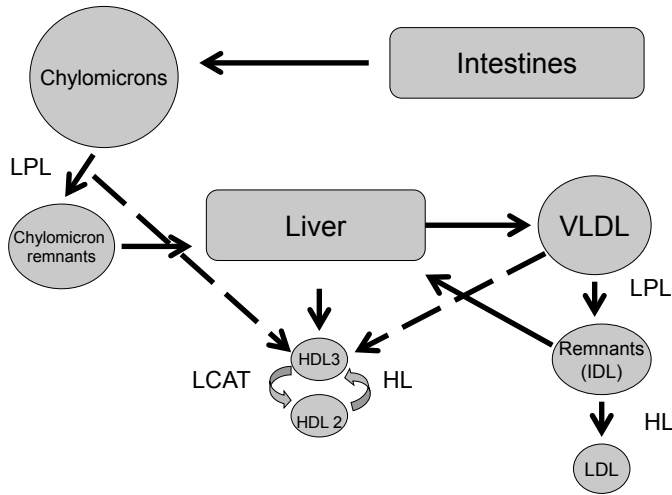 Chylomicrons
Intestines
LPL
Chylomicron
remnants
Liver
VLDL
LPL
Remnants
(IDL)
HDL3
LCAT
HL
HDL 2
HL
LDL